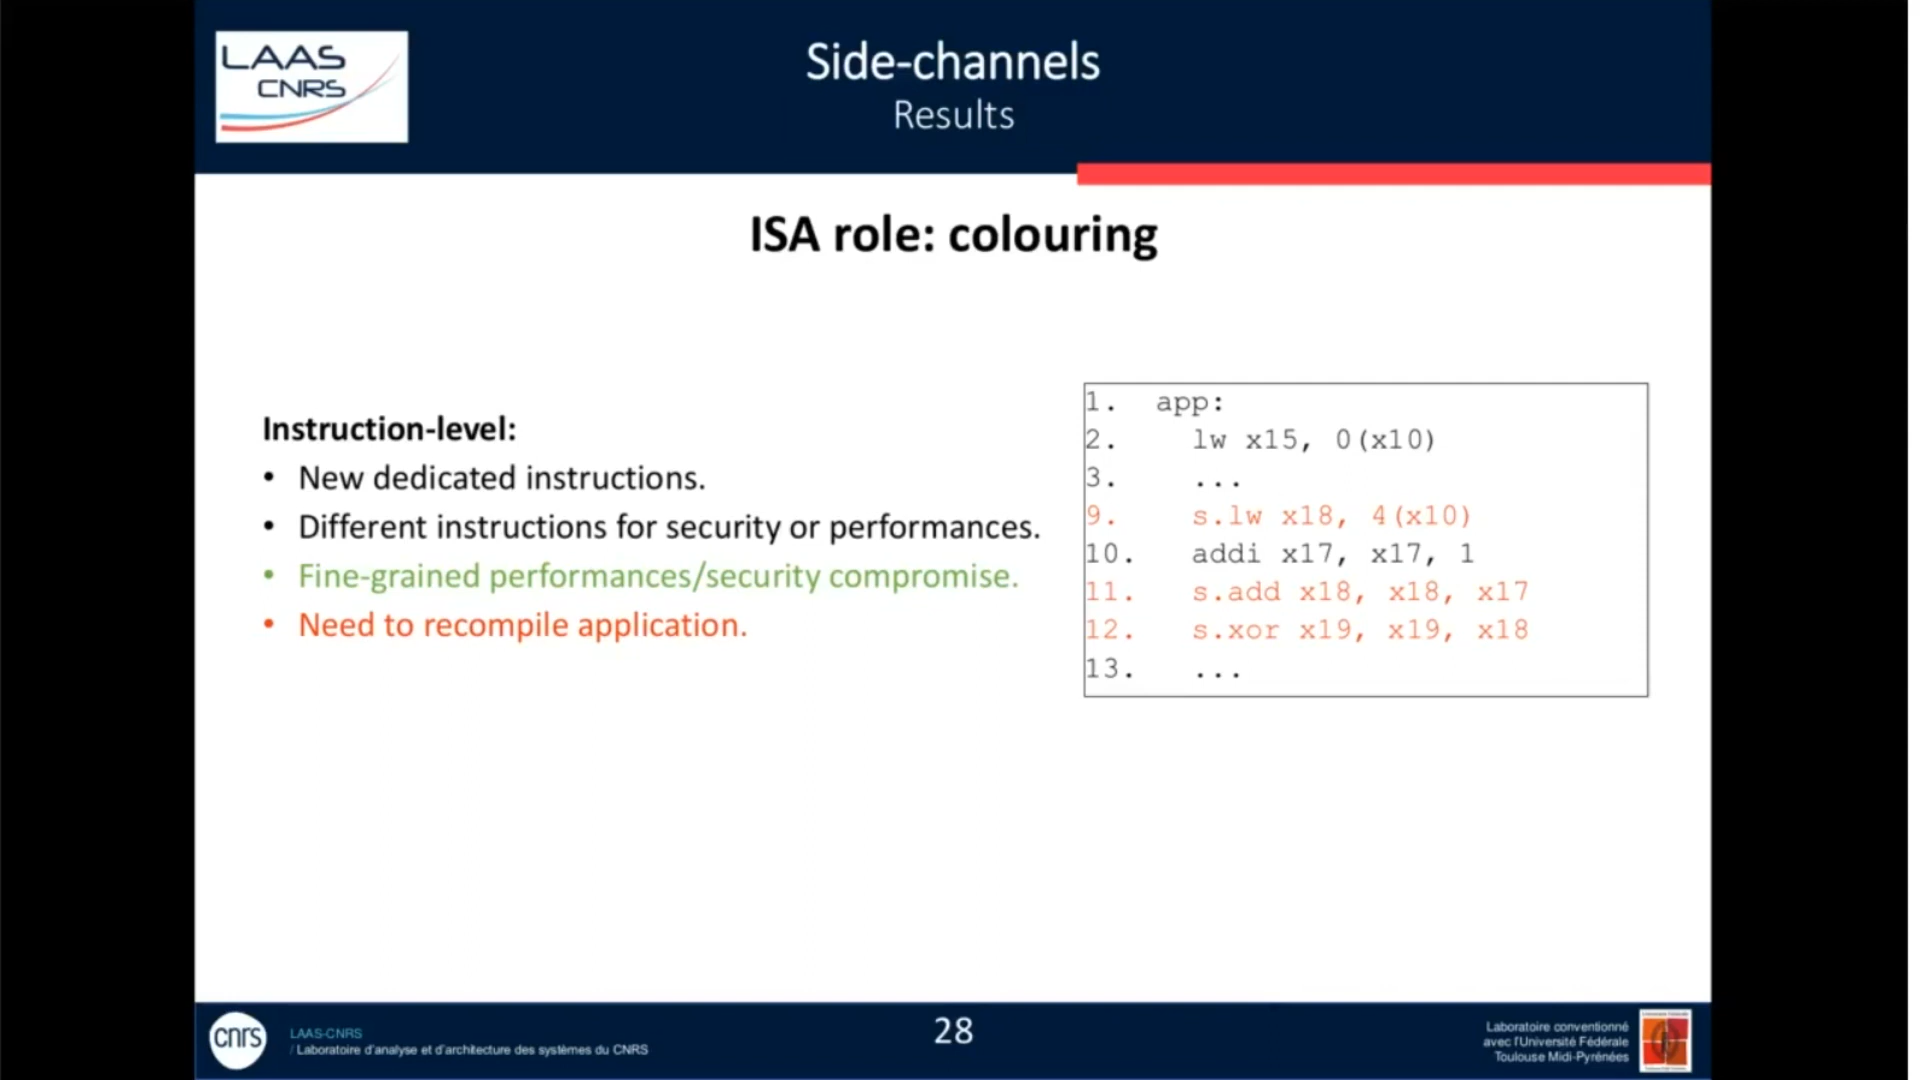 LAAS
CNRS
Side-channels
Results
ISA role: colouring
Instruction-level:
• New dedicated instructions.
• Different instructions for security or performances.
• Fine-grained performances/security compromise.
• Need to recompile application.
1. app:
2. lw x15, 0(x10)
3. ...
9. s.lw x18, 4(x10)
10. addi x17, x17, 1
11. s.add x18, x18, x17
12. s.xor x19, x19, x18
13. ...
cnrs
LAAS-CNRS
/ Laboratoire d'analyse et d'architecture des systèmes du CNRS
28
Laboratoire conventionné
avec l'Université Fédérale
Toulouse Midi-Pyrénées